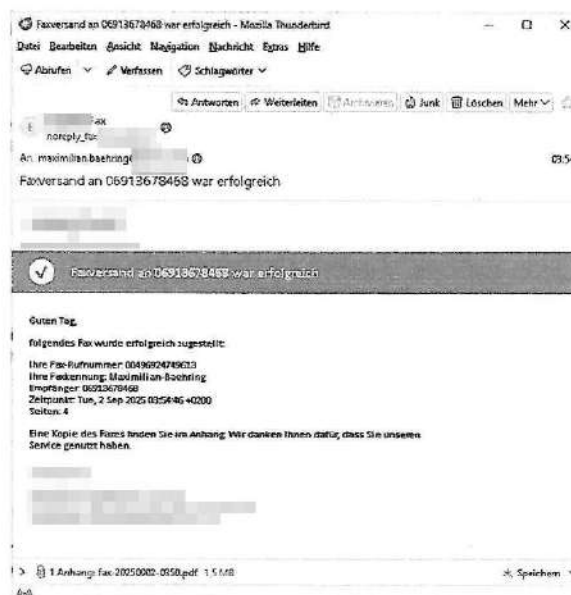 Faxversand an 06913678468 war erfolgreich - Mozilla Thunderbird
Datei Bearbeiten Ansicht Navigation Nachricht Extras Hilfe
Abrufen Verfassen Schlagwörter
Antworten Weiterleiten Archivieren Junk Löschen Mehr
noreply_fax
An maximilian.baehring@
Faxversand an 06913678468 war erfolgreich
Faxversand an 06913678468 war erfolgreich
Guten Tag,
folgendes Fax wurde erfolgreich zugestellt:
Ihre Fax-Rufnummer: 00496924749613
Ihre Faxkennung: Maximilian-Baehring
Empfänger: 06913678468
Zeitpunkt: Tue, 2 Sep 2025 03:54:46 +0200
Seiten: 4
Eine Kopie des Faxes finden Sie im Anhang. Wir danken Ihnen dafür, dass Sie unseren
Service genutzt haben.
1 Anhang: fax-20250902-0350.pdf 1,5 MB
Speichern